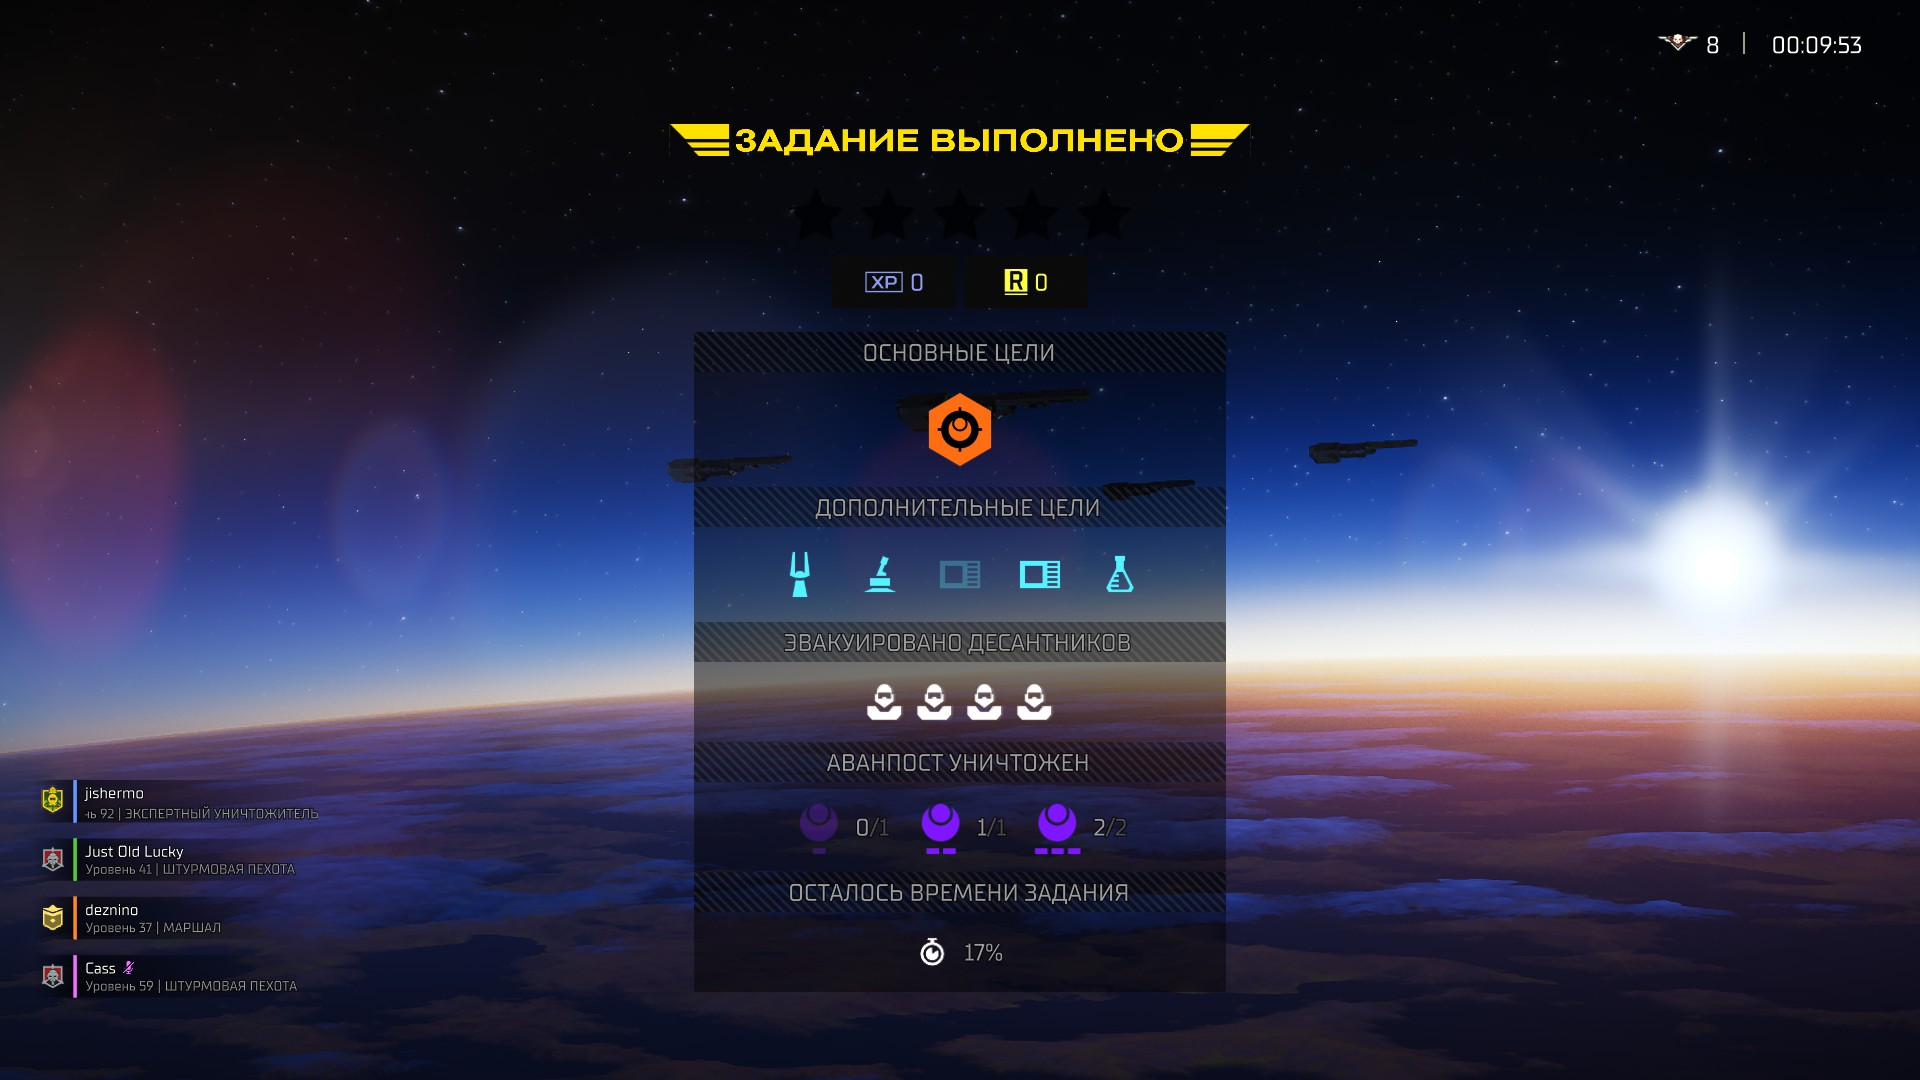 8 | 00:09:53
ЗАДАНИЕ ВЫПОЛНЕНО
XP 0 R 0
ОСНОВНЫЕ ЦЕЛИ
ДОПОЛНИТЕЛЬНЫЕ ЦЕЛИ
ЭВАКУИРОВАНО ДЕСАНТНИКОВ
АВАНПОСТ УНИЧТОЖЕН
0/1 1/1 2/2
ОСТАЛОСЬ ВРЕМЕНИ ЗАДАНИЯ
17%
jishermo
нь 92 | ЭКСПЕРТНЫЙ УНИЧТОЖИТЕЛЬ
Just Old Lucky
Уровень 41 | ШТУРМОВАЯ ПЕХОТА
deznino
Уровень 37 | МАРШАЛ
Cass
Уровень 59 | ШТУРМОВАЯ ПЕХОТА